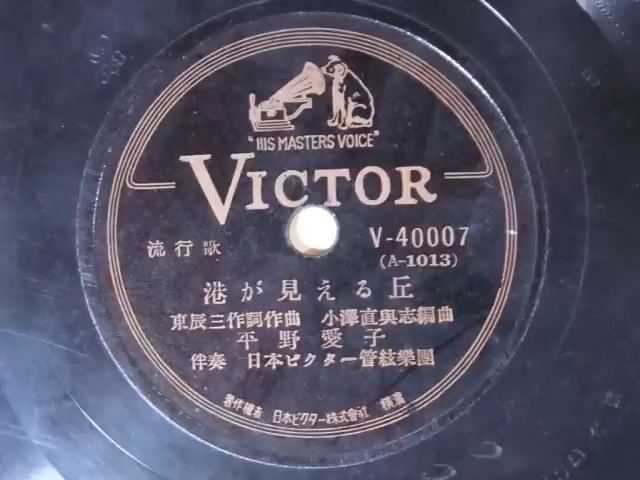 "HIS MASTERS VOICE"
VICTOR
流行歌
V-40007
(A-1013)
港が見える丘
東辰三作詞作曲 小澤直與志編曲
平野愛子
伴奏 日本ビクター管絃樂團
著作權者 日本ビクター株式會社 横濱